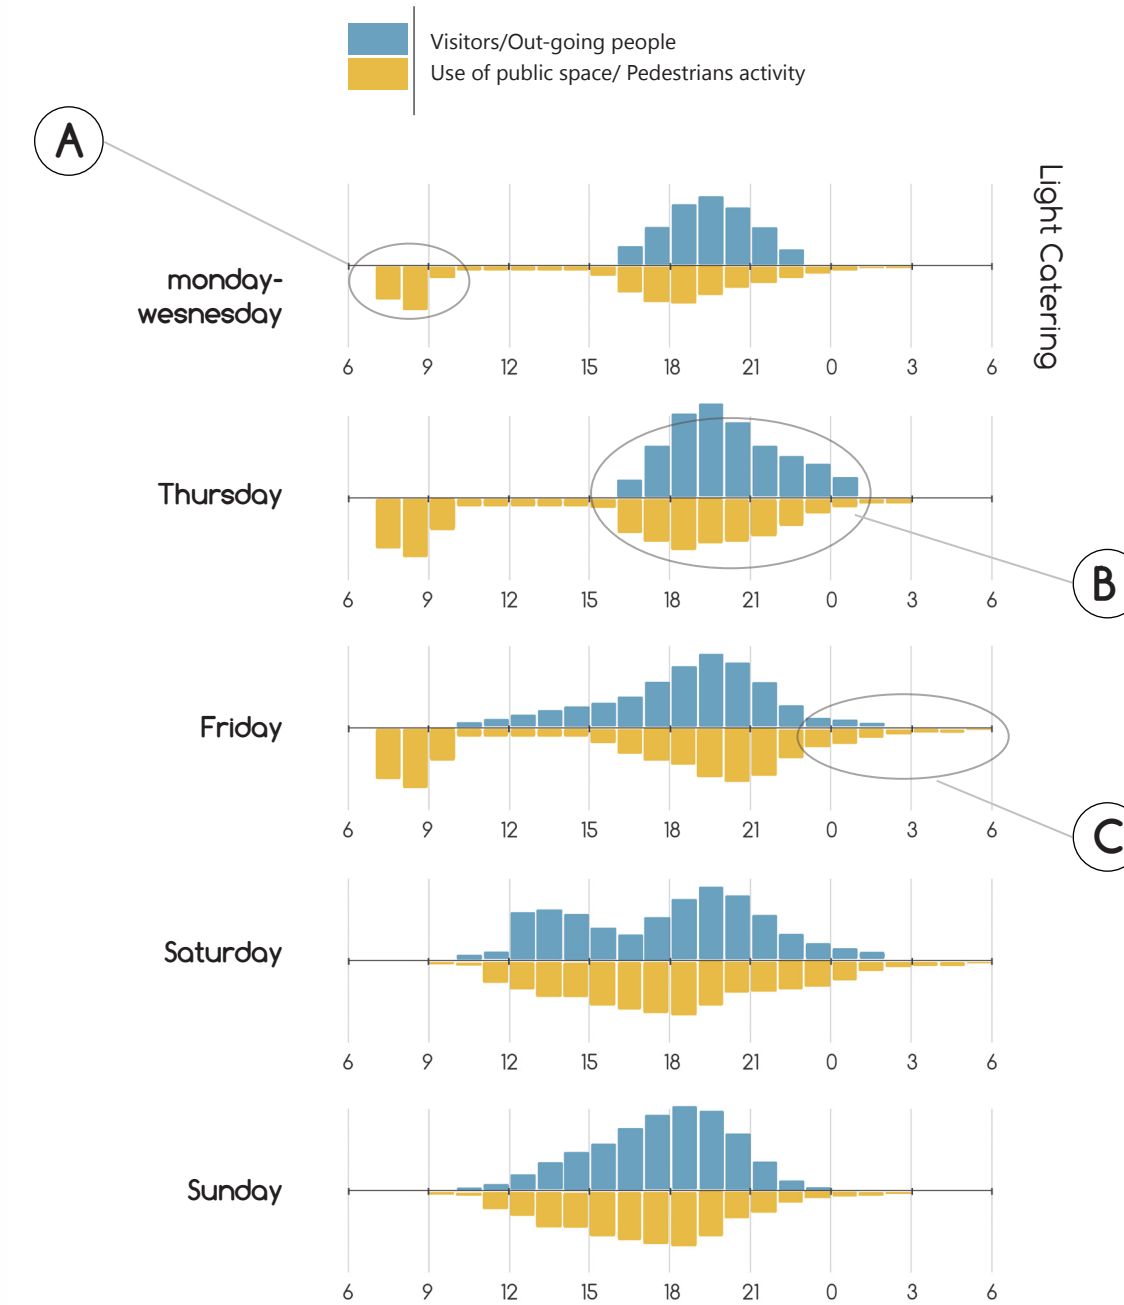 Visitors/Out-going people
Use of public space/ Pedestrians activity
A
Light Catering
monday-
wesnesday
6 9 12 15 18 21 0 3 6
Thursday
B
6 9 12 15 18 21 0 3 6
Friday
C
6 9 12 15 18 21 0 3 6
Saturday
6 9 12 15 18 21 0 3 6
Sunday
6 9 12 15 18 21 0 3 6